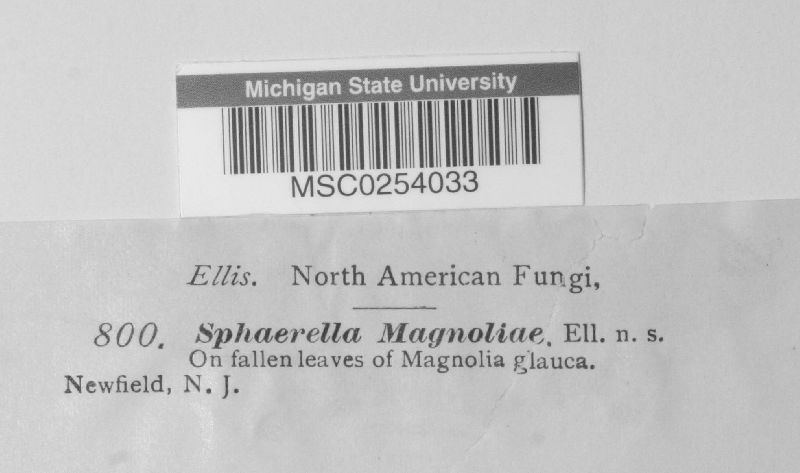 Michigan State University
MSC0254033
Ellis. North American Fungi,
800. Sphaerella Magnoliae, Ell. n. s.
On fallen leaves of Magnolia glauca.
Newfield, N. J.